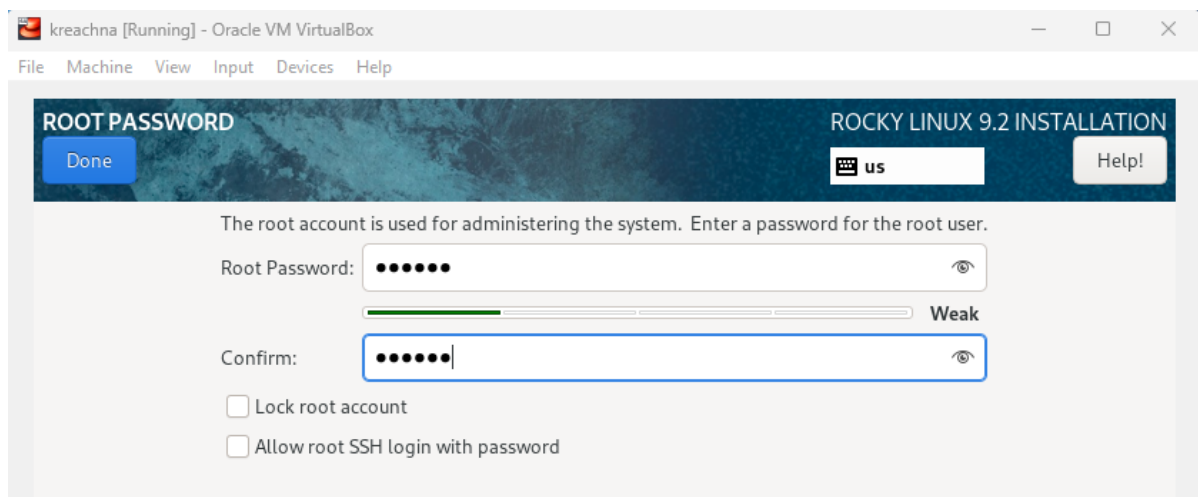 kreachna [Running] - Oracle VM VirtualBox
File Machine View Input Devices Help
ROOT PASSWORD
ROCKY LINUX 9.2 INSTALLATION
Done
us
Help!
The root account is used for administering the system. Enter a password for the root user.
Root Password: ●●●●●●
Weak
Confirm: ●●●●●●
Lock root account
Allow root SSH login with password